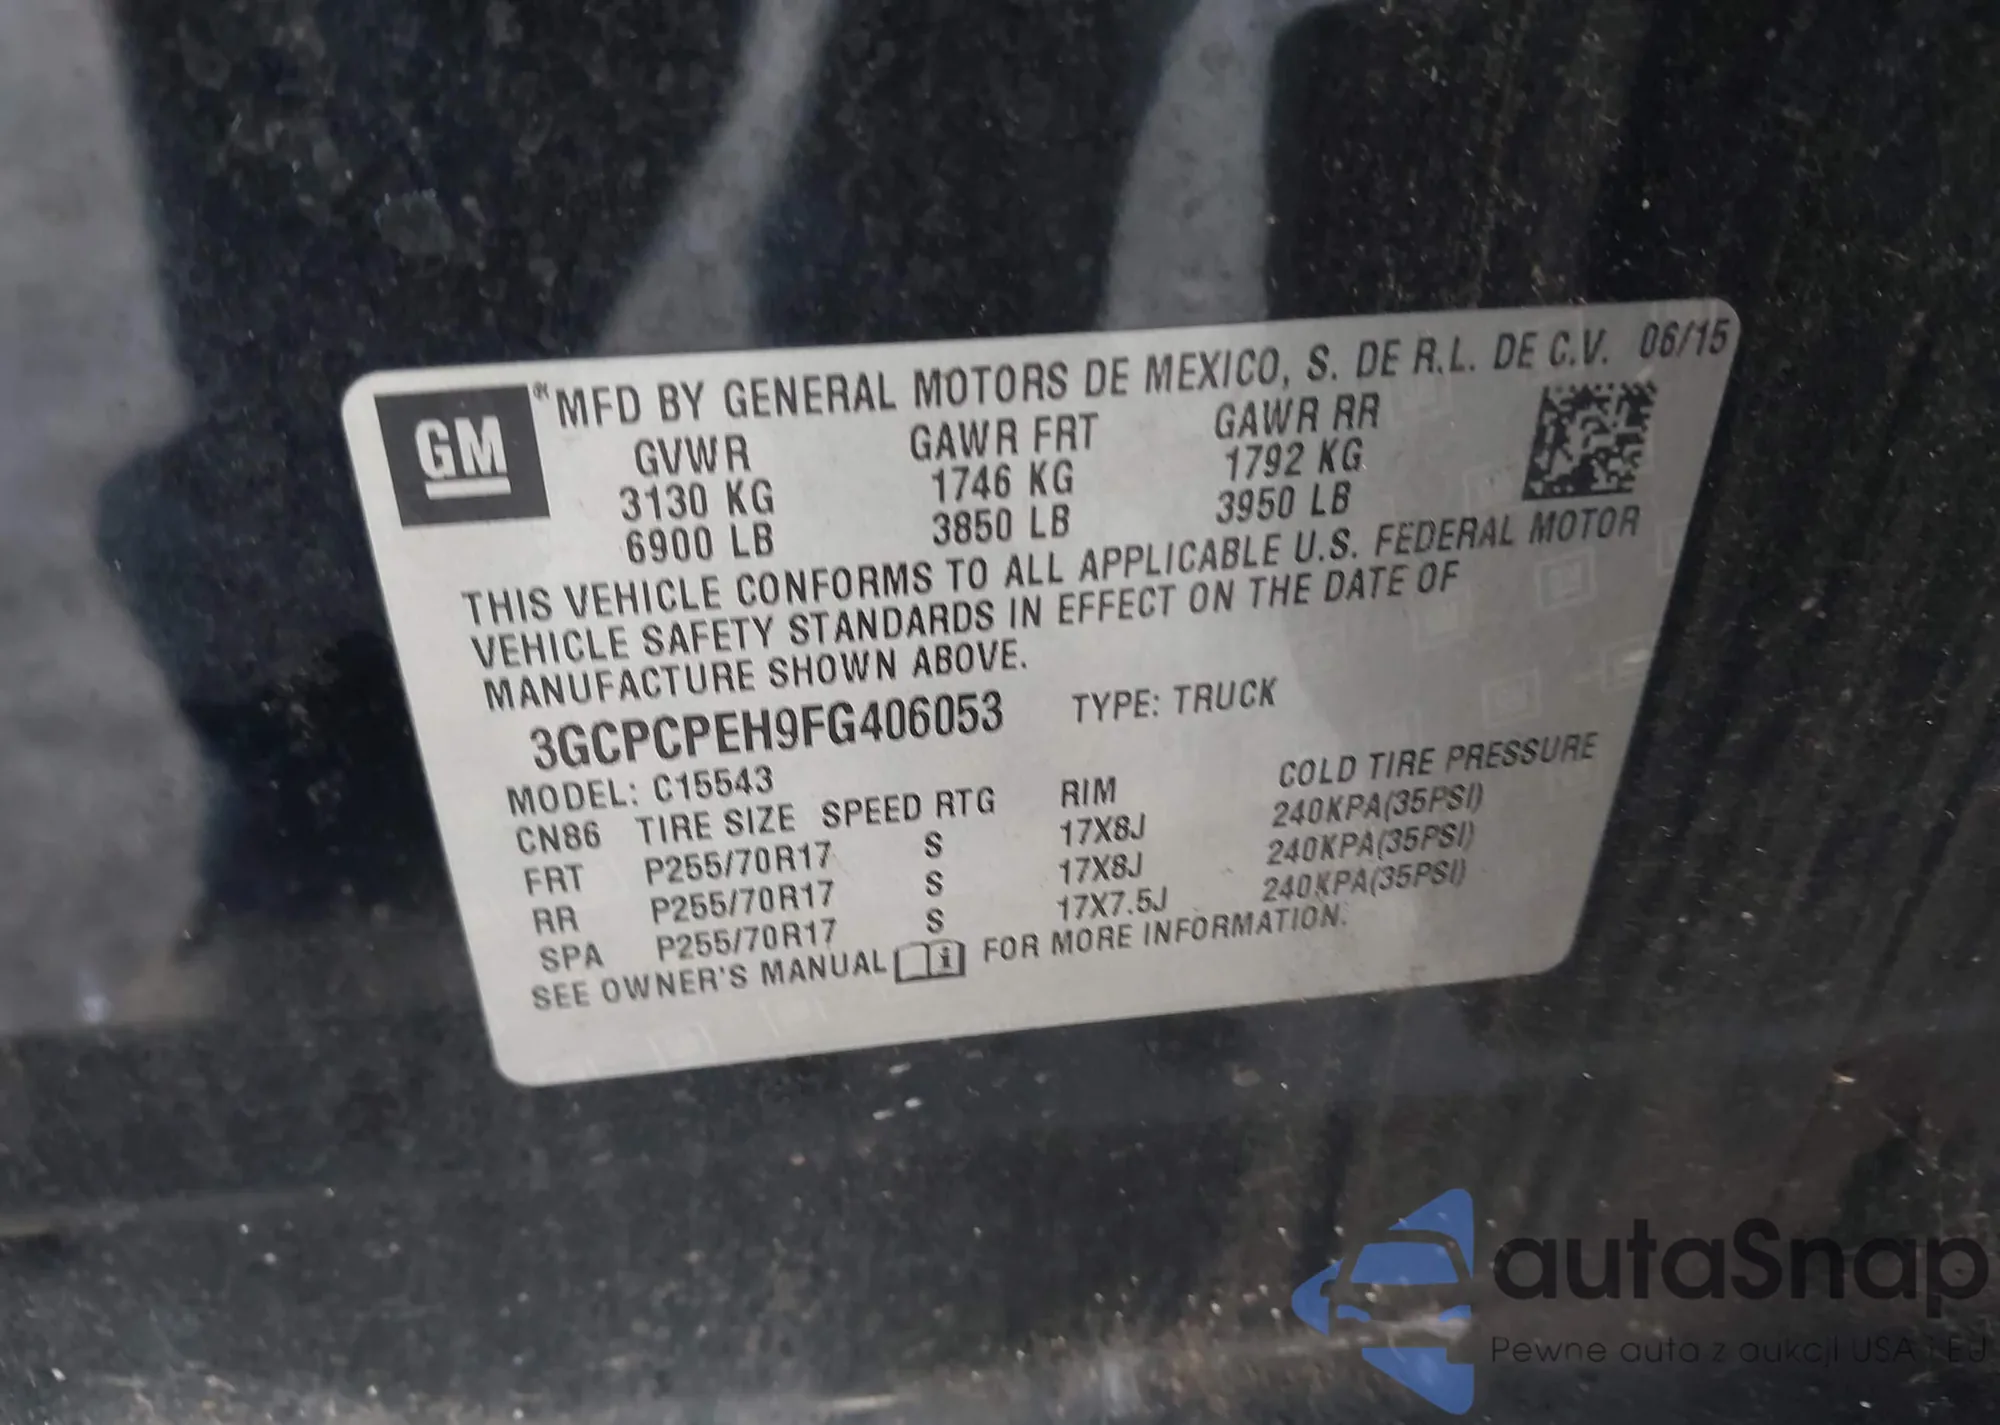 GM
® MFD BY GENERAL MOTORS DE MEXICO, S. DE R.L. DE C.V. 06/15
GVWR GAWR FRT GAWR RR
3130 KG 1746 KG 1792 KG
6900 LB 3850 LB 3950 LB
THIS VEHICLE CONFORMS TO ALL APPLICABLE U.S. FEDERAL MOTOR
VEHICLE SAFETY STANDARDS IN EFFECT ON THE DATE OF
MANUFACTURE SHOWN ABOVE.
3GCPCPEH9FG406053 TYPE: TRUCK
MODEL: C15543
CN86 TIRE SIZE SPEED RTG RIM COLD TIRE PRESSURE
FRT P255/70R17 S 17X8J 240KPA(35PSI)
RR P255/70R17 S 17X8J 240KPA(35PSI)
SPA P255/70R17 S 17X7.5J 240KPA(35PSI)
SEE OWNER'S MANUAL i FOR MORE INFORMATION.
autaSnap
Pewne auta z aukcji USA i EU